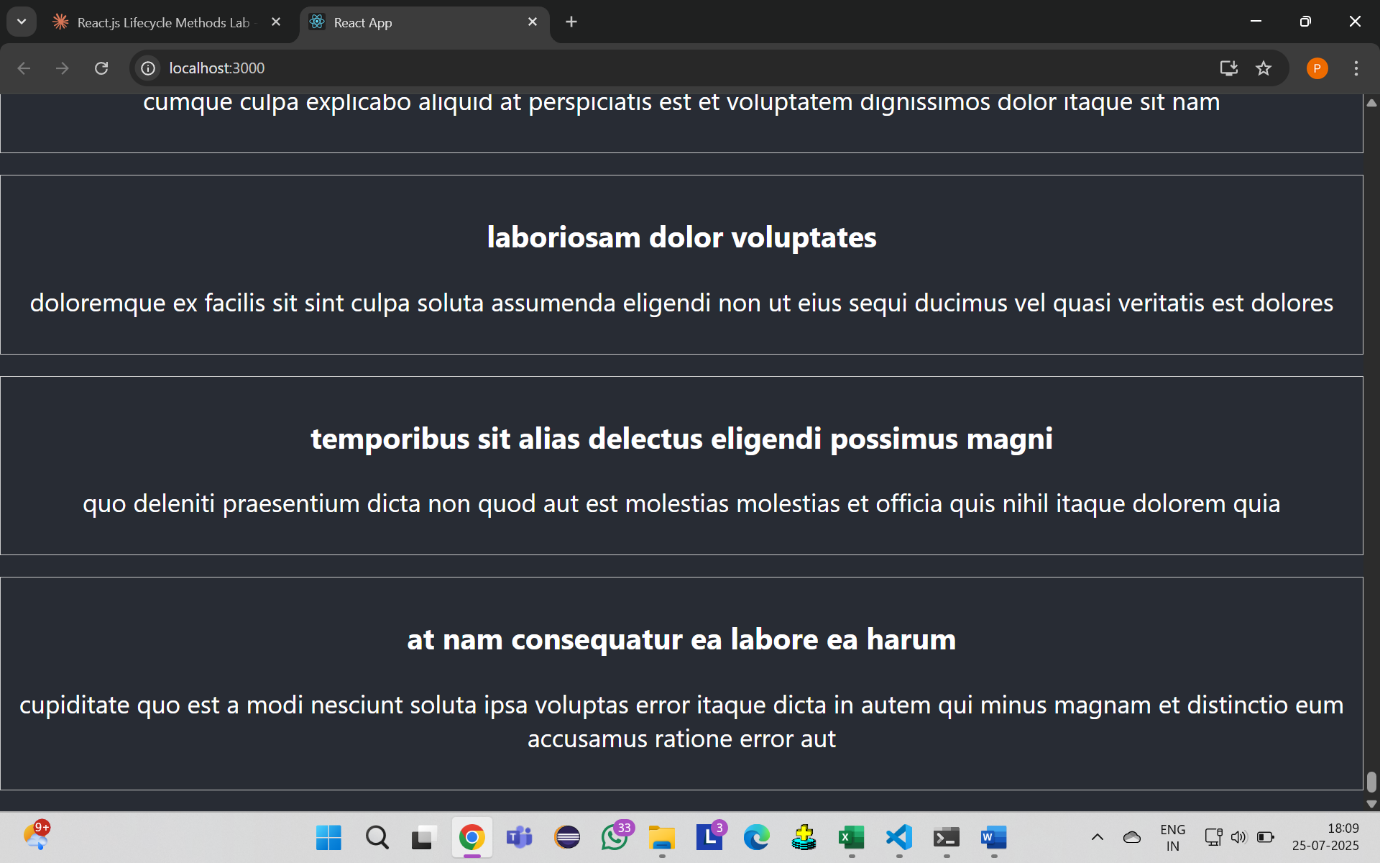 React.js Lifecycle Methods Lab -
React App
localhost:3000
P
cumque culpa explicabo aliquid at perspiciatis est et voluptatem dignissimos dolor itaque sit nam
laboriosam dolor voluptates
doloremque ex facilis sit sint culpa soluta assumenda eligendi non ut eius sequi ducimus vel quasi veritatis est dolores
temporibus sit alias delectus eligendi possimus magni
quo deleniti praesentium dicta non quod aut est molestias molestias et officia quis nihil itaque dolorem quia
at nam consequatur ea labore ea harum
cupiditate quo est a modi nesciunt soluta ipsa voluptas error itaque dicta in autem qui minus magnam et distinctio eum
accusamus ratione error aut
9+
33
L
3
ENG
IN
18:09
25-07-2025